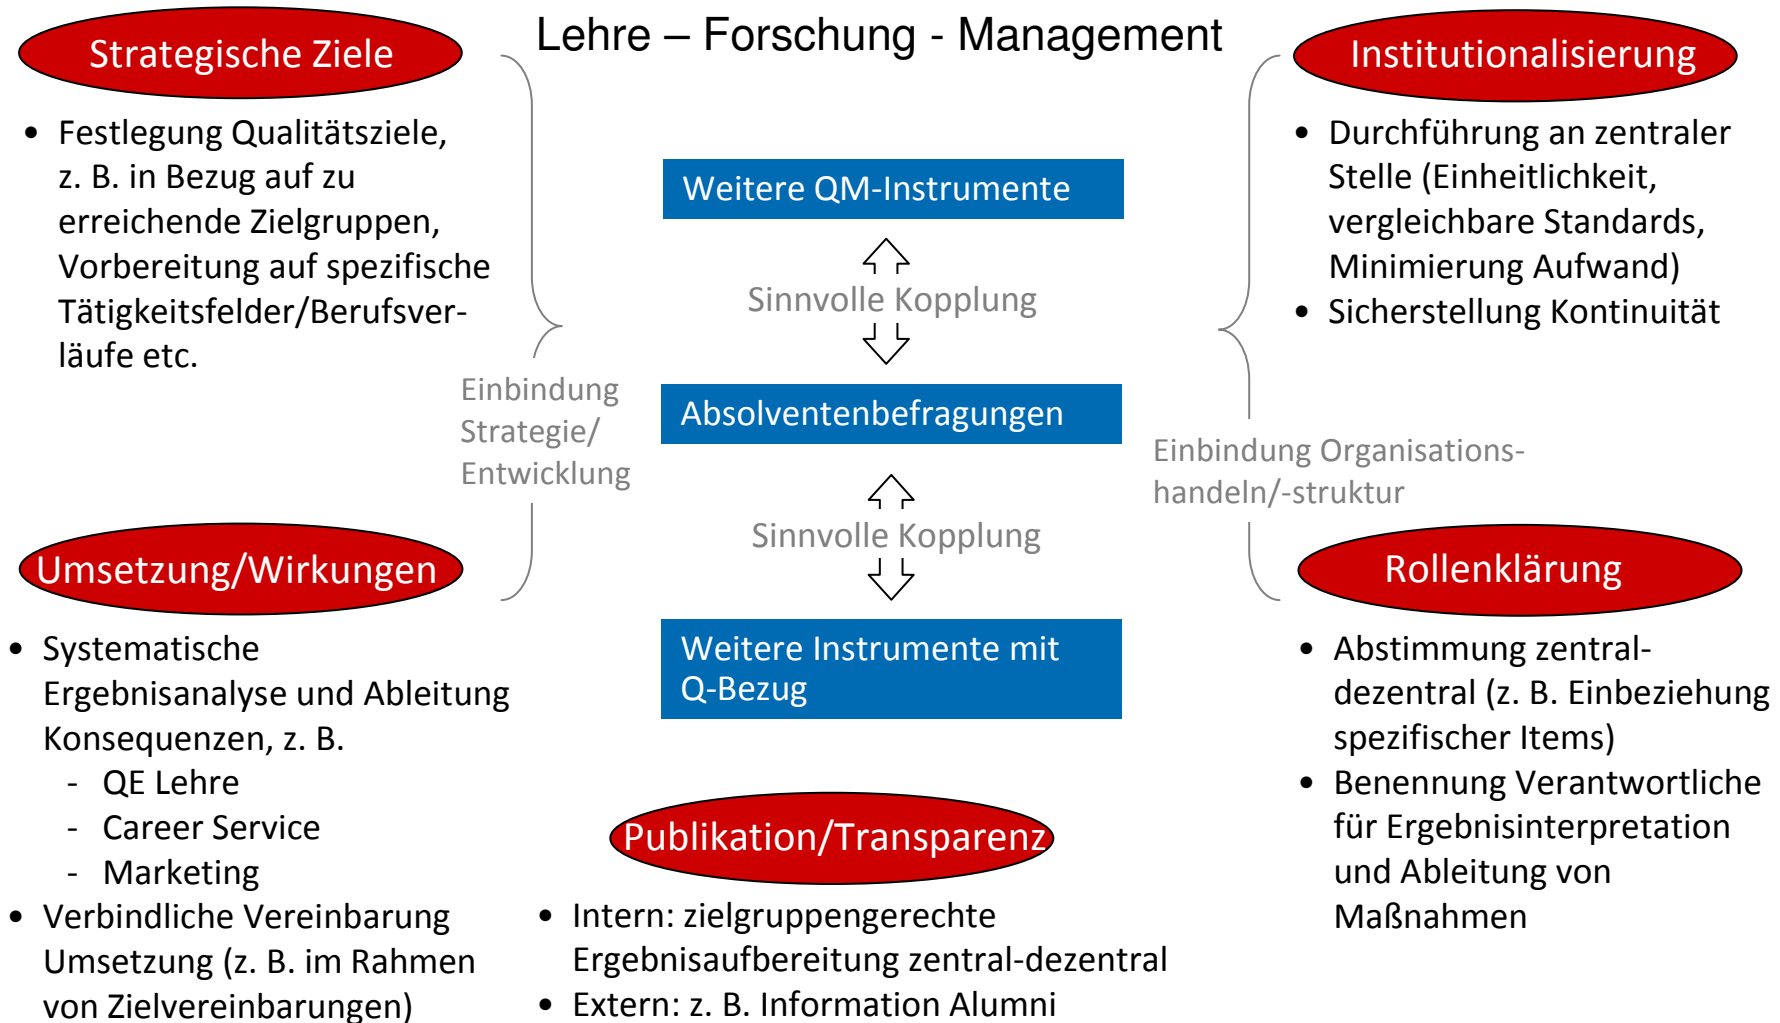 Lehre – Forschung - Management
Strategische Ziele
• Festlegung Qualitätsziele,
z. B. in Bezug auf zu
erreichende Zielgruppen,
Vorbereitung auf spezifische
Tätigkeitsfelder/Berufsver-
läufe etc.
Einbindung
Strategie/
Entwicklung
Umsetzung/Wirkungen
• Systematische
Ergebnisanalyse und Ableitung
Konsequenzen, z. B.
- QE Lehre
- Career Service
- Marketing
• Verbindliche Vereinbarung
Umsetzung (z. B. im Rahmen
von Zielvereinbarungen)
Weitere QM-Instrumente
Sinnvolle Kopplung
Absolventenbefragungen
Sinnvolle Kopplung
Weitere Instrumente mit
Q-Bezug
Publikation/Transparenz
• Intern: zielgruppengerechte
Ergebnisaufbereitung zentral-dezentral
• Extern: z. B. Information Alumni
Institutionalisierung
• Durchführung an zentraler
Stelle (Einheitlichkeit,
vergleichbare Standards,
Minimierung Aufwand)
• Sicherstellung Kontinuität
Einbindung Organisations-
handeln/-struktur
Rollenklärung
• Abstimmung zentral-
dezentral (z. B. Einbeziehung
spezifischer Items)
• Benennung Verantwortliche
für Ergebnisinterpretation
und Ableitung von
Maßnahmen